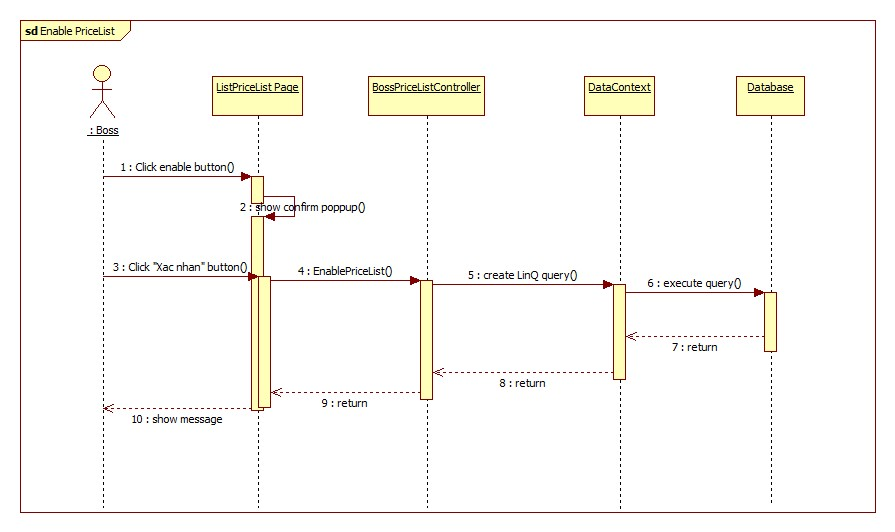 sd Enable PriceList
: Boss
ListPriceList Page
BossPriceListController
DataContext
Database
1 : Click enable button()
2 : show confirm poppup()
3 : Click "Xac nhan" button()
4 : EnablePriceList()
5 : create LinQ query()
6 : execute query()
7 : return
8 : return
9 : return
10 : show message